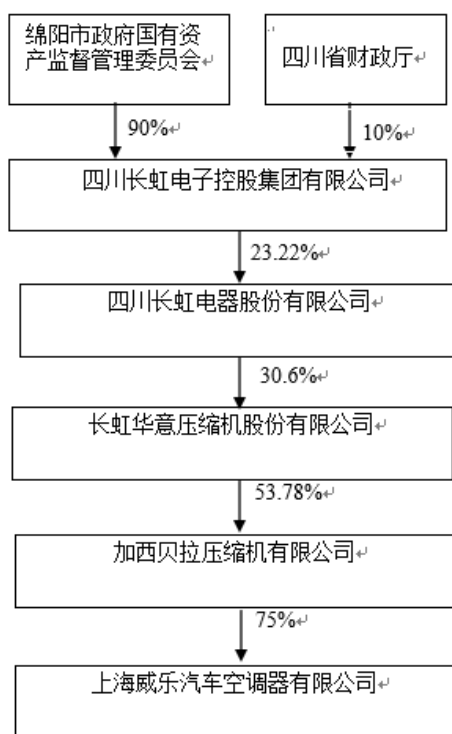 绵阳市政府国有资
产监督管理委员会↵
四川省财政厅↵
90%↵
10%↵
四川长虹电子控股集团有限公司↵
23.22%↵
四川长虹电器股份有限公司↵
30.6%↵
长虹华意压缩机股份有限公司↵
53.78%↵
加西贝拉压缩机有限公司↵
75%↵
上海威乐汽车空调器有限公司↵